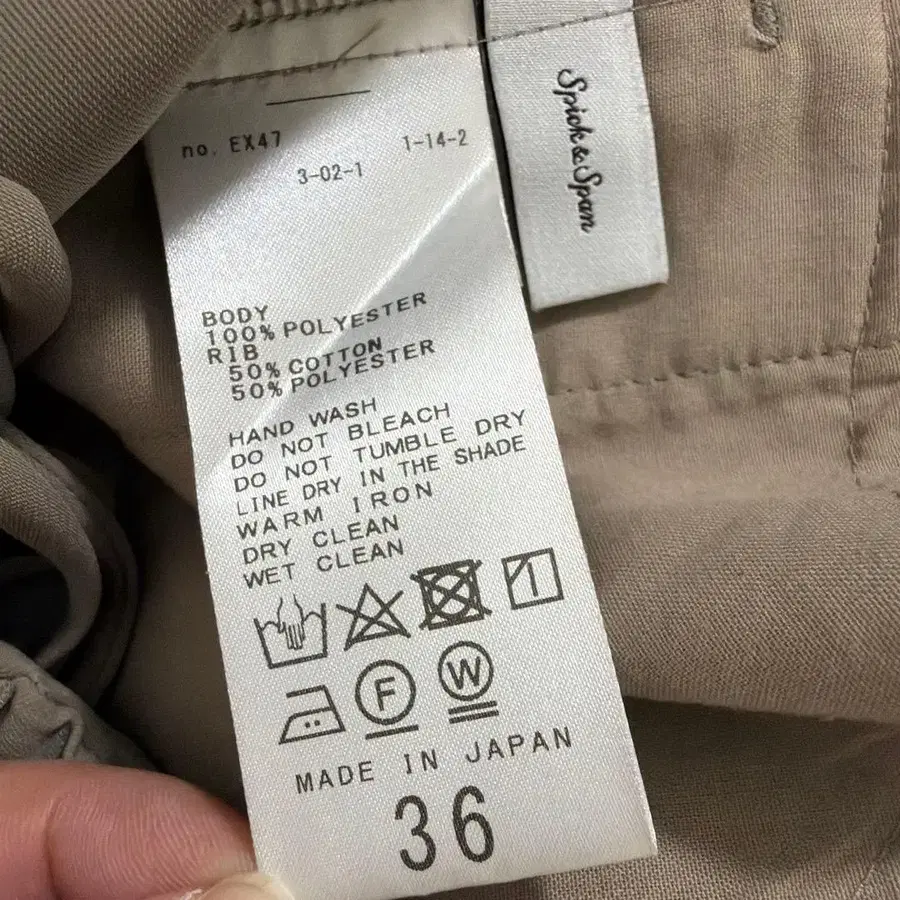 no. EX47
3-02-1
1-14-2
Spick & Span
BODY
100% POLYESTER
RIB
50% COTTON
50% POLYESTER
HAND WASH
DO NOT BLEACH
DO NOT TUMBLE DRY
LINE DRY IN THE SHADE
WARM IRON
DRY CLEAN
WET CLEAN
F
W
MADE IN JAPAN
36